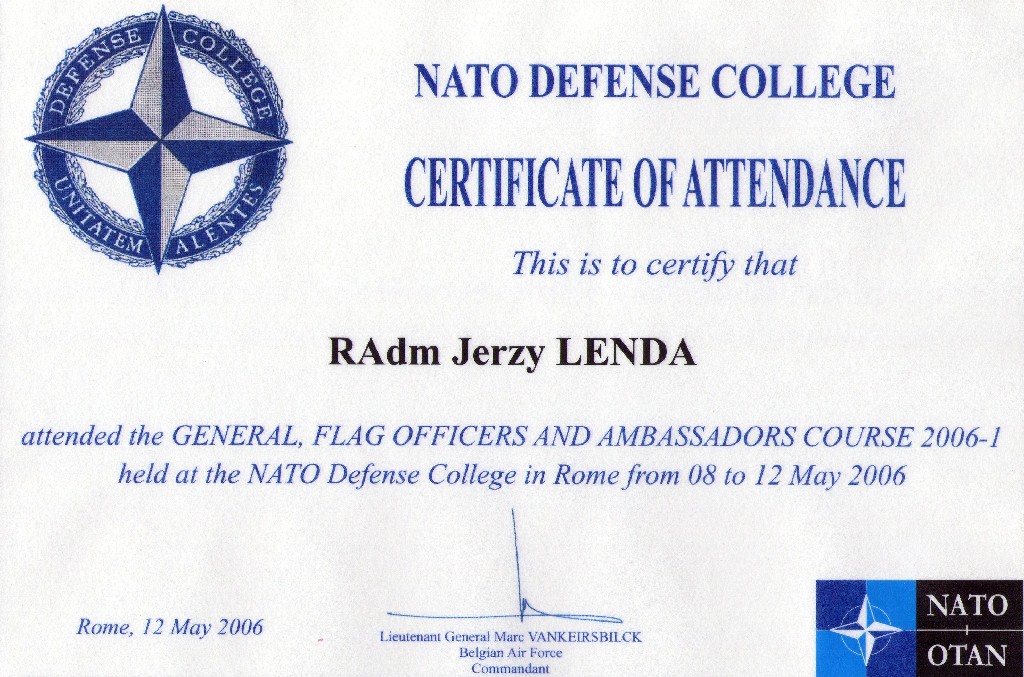 DEFENSE COLLEGE
UNITATEM ALENTES
NATO DEFENSE COLLEGE
CERTIFICATE OF ATTENDANCE
This is to certify that
RAdm Jerzy LENDA
attended the GENERAL, FLAG OFFICERS AND AMBASSADORS COURSE 2006-1
held at the NATO Defense College in Rome from 08 to 12 May 2006
Rome, 12 May 2006
Lieutenant General Marc VANKEIRSBILCK
Belgian Air Force
Commandant
NATO
OTAN